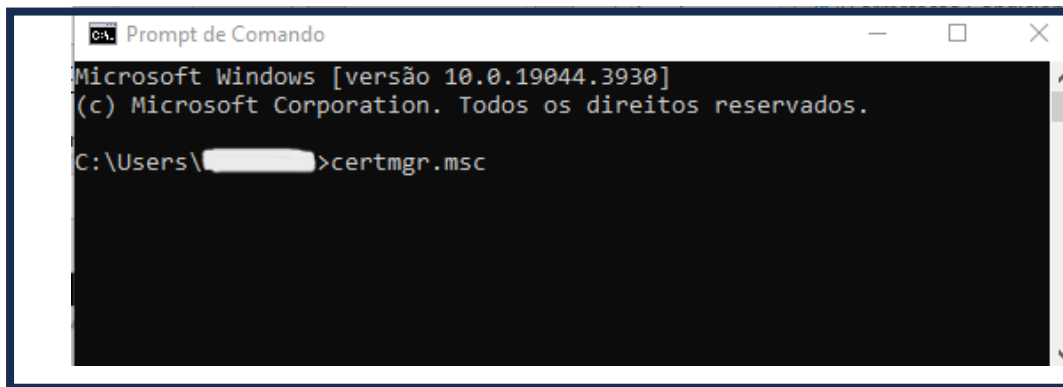 Prompt de Comando
Microsoft Windows [versão 10.0.19044.3930]
(c) Microsoft Corporation. Todos os direitos reservados.
C:\Users\ >certmgr.msc